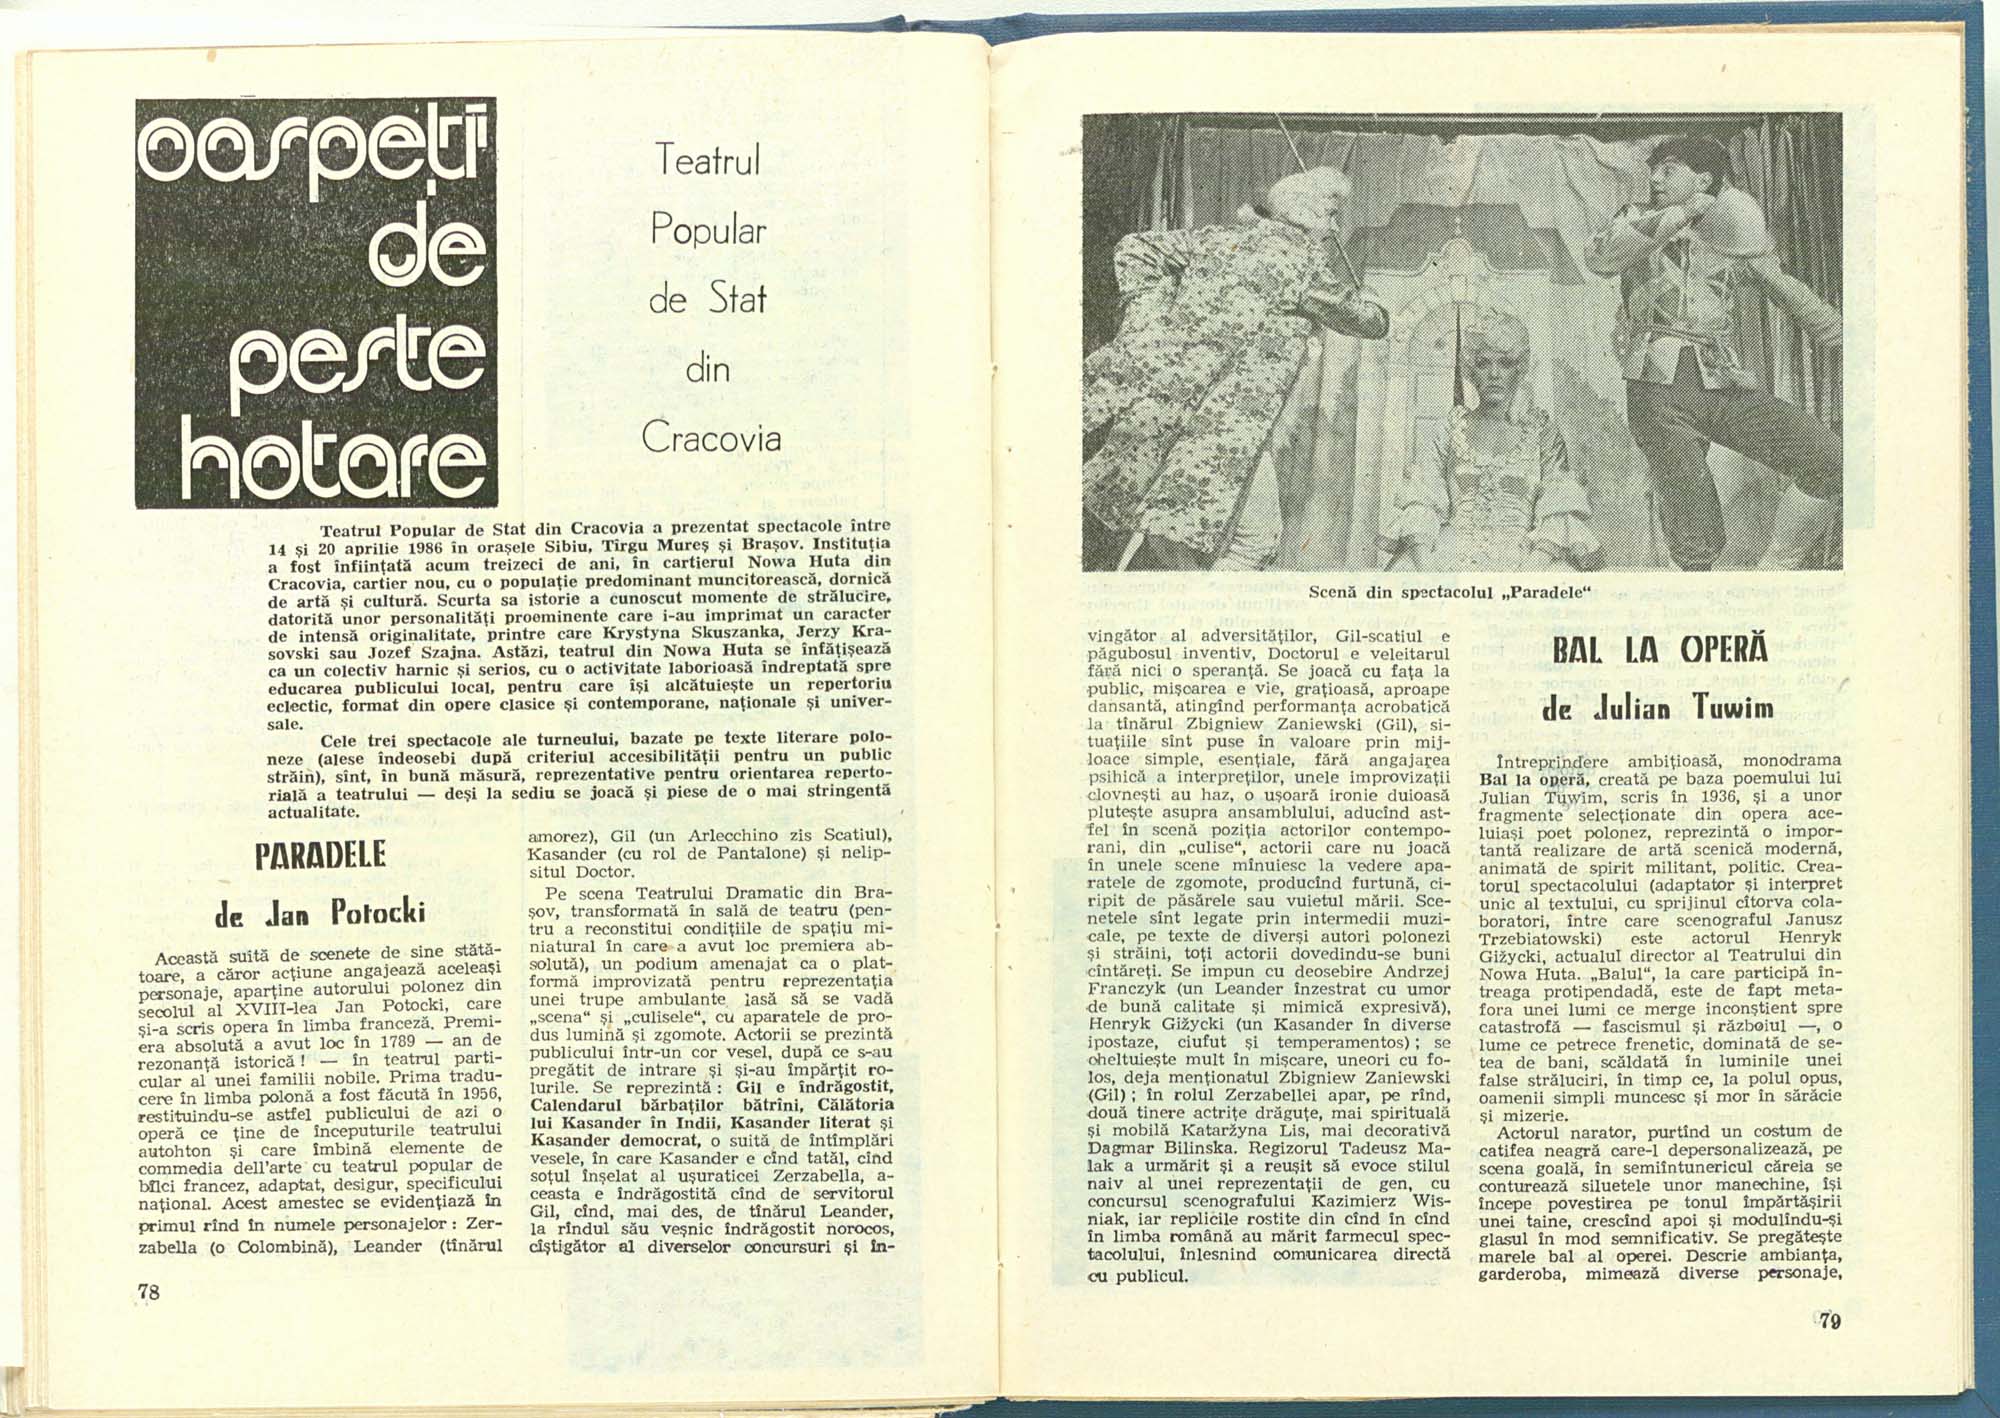 oaspeți
de
peste
hotare
Teatrul
Popular
de Stat
din
Cracovia
Teatrul Popular de Stat din Cracovia a prezentat spectacole între
14 și 20 aprilie 1986 în orașele Sibiu, Tîrgu Mureș și Brașov. Instituția
a fost înființată acum treizeci de ani, în cartierul Nowa Huta din
Cracovia, cartier nou, cu o populație predominant muncitorească, dornică
de artă și cultură. Scurta sa istorie a cunoscut momente de strălucire,
datorită unor personalități proeminente care i-au imprimat un caracter
de intensă originalitate, printre care Krystyna Skuszanka, Jerzy Kra-
sovski sau Jozef Szajna. Astăzi, teatrul din Nowa Huta se înfățișează
ca un colectiv harnic și serios, cu o activitate laborioasă îndreptată spre
educarea publicului local, pentru care își alcătuiește un repertoriu
eclectic, format din opere clasice și contemporane, naționale și univer-
sale.
Cele trei spectacole ale turneului, bazate pe texte literare polo-
neze (alese îndeosebi după criteriul accesibilității pentru un public
străin), sînt, în bună măsură, reprezentative pentru orientarea reperto-
rială a teatrului — deși la sediu se joacă și piese de o mai stringentă
actualitate.
PARADELE
de Jan Potocki
Această suită de scenete de sine stătă-
toare, a căror acțiune angajează aceleași
personaje, aparține autorului polonez din
secolul al XVIII-lea Jan Potocki, care
și-a scris opera în limba franceză. Premi-
era absolută a avut loc în 1789 — an de
rezonanță istorică ! — în teatrul parti-
cular al unei familii nobile. Prima tradu-
cere în limba polonă a fost făcută în 1956,
restituindu-se astfel publicului de azi o
operă ce ține de începuturile teatrului
autohton și care îmbină elemente de
commedia dell'arte cu teatrul popular de
bîlci francez, adaptat, desigur, specificului
național. Acest amestec se evidențiază în
primul rînd în numele personajelor : Zer-
zabella (o Colombină), Leander (tînărul
amorez), Gil (un Arlecchino zis Scatiul),
Kasander (cu rol de Pantalone) și nelip-
situl Doctor.
Pe scena Teatrului Dramatic din Bra-
șov, transformată în sală de teatru (pen-
tru a reconstitui condițiile de spațiu mi-
niatural în care a avut loc premiera ab-
solută), un podium amenajat ca o plat-
formă improvizată pentru reprezentația
unei trupe ambulante lasă să se vadă
„scena“ și „culisele“, cu aparatele de pro-
dus lumină și zgomote. Actorii se prezintă
publicului într-un cor vesel, după ce s-au
pregătit de intrare și și-au împărțit ro-
lurile. Se reprezintă : Gil e îndrăgostit,
Calendarul bărbaților bătrîni, Călătoria
lui Kasander în Indii, Kasander literat și
Kasander democrat, o suită de întîmplări
vesele, în care Kasander e cînd tatăl, cînd
soțul înșelat al ușuraticei Zerzabella, a-
ceasta e îndrăgostită cînd de servitorul
Gil, cînd, mai des, de tînărul Leander,
la rîndul său veșnic îndrăgostit norocos,
cîștigător al diverselor concursuri și în-
78
Scenă din spectacolul „Paradele“
vingător al adversităților, Gil-scatiul e
păgubosul inventiv, Doctorul e veleitarul
fără nici o speranță. Se joacă cu fața la
public, mișcarea e vie, grațioasă, aproape
dansantă, atingînd performanța acrobatică
la tînărul Zbigniew Zaniewski (Gil), si-
tuațiile sînt puse în valoare prin mij-
loace simple, esențiale, fără angajarea
psihică a interpreților, unele improvizații
clovnești au haz, o ușoară ironie duioasă
plutește asupra ansamblului, aducînd ast-
fel în scenă poziția actorilor contempo-
rani, din „culise“, actorii care nu joacă
în unele scene mînuiesc la vedere apa-
ratele de zgomote, producînd furtună, ci-
ripit de păsărele sau vuietul mării. Sce-
netele sînt legate prin intermedii muzi-
cale, pe texte de diverși autori polonezi
și străini, toți actorii dovedindu-se buni
cîntăreți. Se impun cu deosebire Andrzej
Franczyk (un Leander înzestrat cu umor
de bună calitate și mimică expresivă),
Henryk Giżycki (un Kasander în diverse
ipostaze, ciufut și temperamentos) ; se
cheltuiește mult în mișcare, uneori cu fo-
los, deja menționatul Zbigniew Zaniewski
(Gil) ; în rolul Zerzabellei apar, pe rînd,
două tinere actrițe drăguțe, mai spirituală
și mobilă Katarżyna Lis, mai decorativă
Dagmar Bilinska. Regizorul Tadeusz Ma-
lak a urmărit și a reușit să evoce stilul
naiv al unei reprezentații de gen, cu
concursul scenografului Kazimierz Wis-
niak, iar replicile rostite din cînd în cînd
în limba română au mărit farmecul spec-
tacolului, înlesnind comunicarea directă
cu publicul.
BAL LA OPERĂ
de Julian Tuwim
Întreprindere ambițioasă, monodrama
Bal la operă, creată pe baza poemului lui
Julian Tuwim, scris în 1936, și a unor
fragmente selecționate din opera ace-
luiași poet polonez, reprezintă o impor-
tantă realizare de artă scenică modernă,
animată de spirit militant, politic. Crea-
torul spectacolului (adaptator și interpret
unic al textului, cu sprijinul cîtorva cola-
boratori, între care scenograful Janusz
Trzebiatowski) este actorul Henryk
Giżycki, actualul director al Teatrului din
Nowa Huta. „Balul“, la care participă în-
treaga protipendadă, este de fapt meta-
fora unei lumi ce merge inconștient spre
catastrofă — fascismul și războiul —, o
lume ce petrece frenetic, dominată de se-
tea de bani, scăldată în luminile unei
false străluciri, în timp ce, la polul opus,
oamenii simpli muncesc și mor în sărăcie
și mizerie.
Actorul narator, purtînd un costum de
catifea neagră care-l depersonalizează, pe
scena goală, în semiîntunericul căreia se
conturează siluetele unor manechine, își
începe povestirea pe tonul împărtășirii
unei taine, crescînd apoi și modulîndu-și
glasul în mod semnificativ. Se pregătește
marele bal al operei. Descrie ambianța,
garderoba, mimează diverse personaje,
79